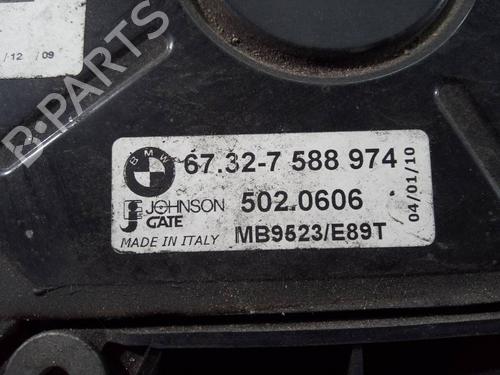 / 12 / 09
B-PARTS
BMW
67.32-7 588 974
JOHNSON
GATE
502.0606
MADE IN ITALY
MB9523/E89T
04/01/10